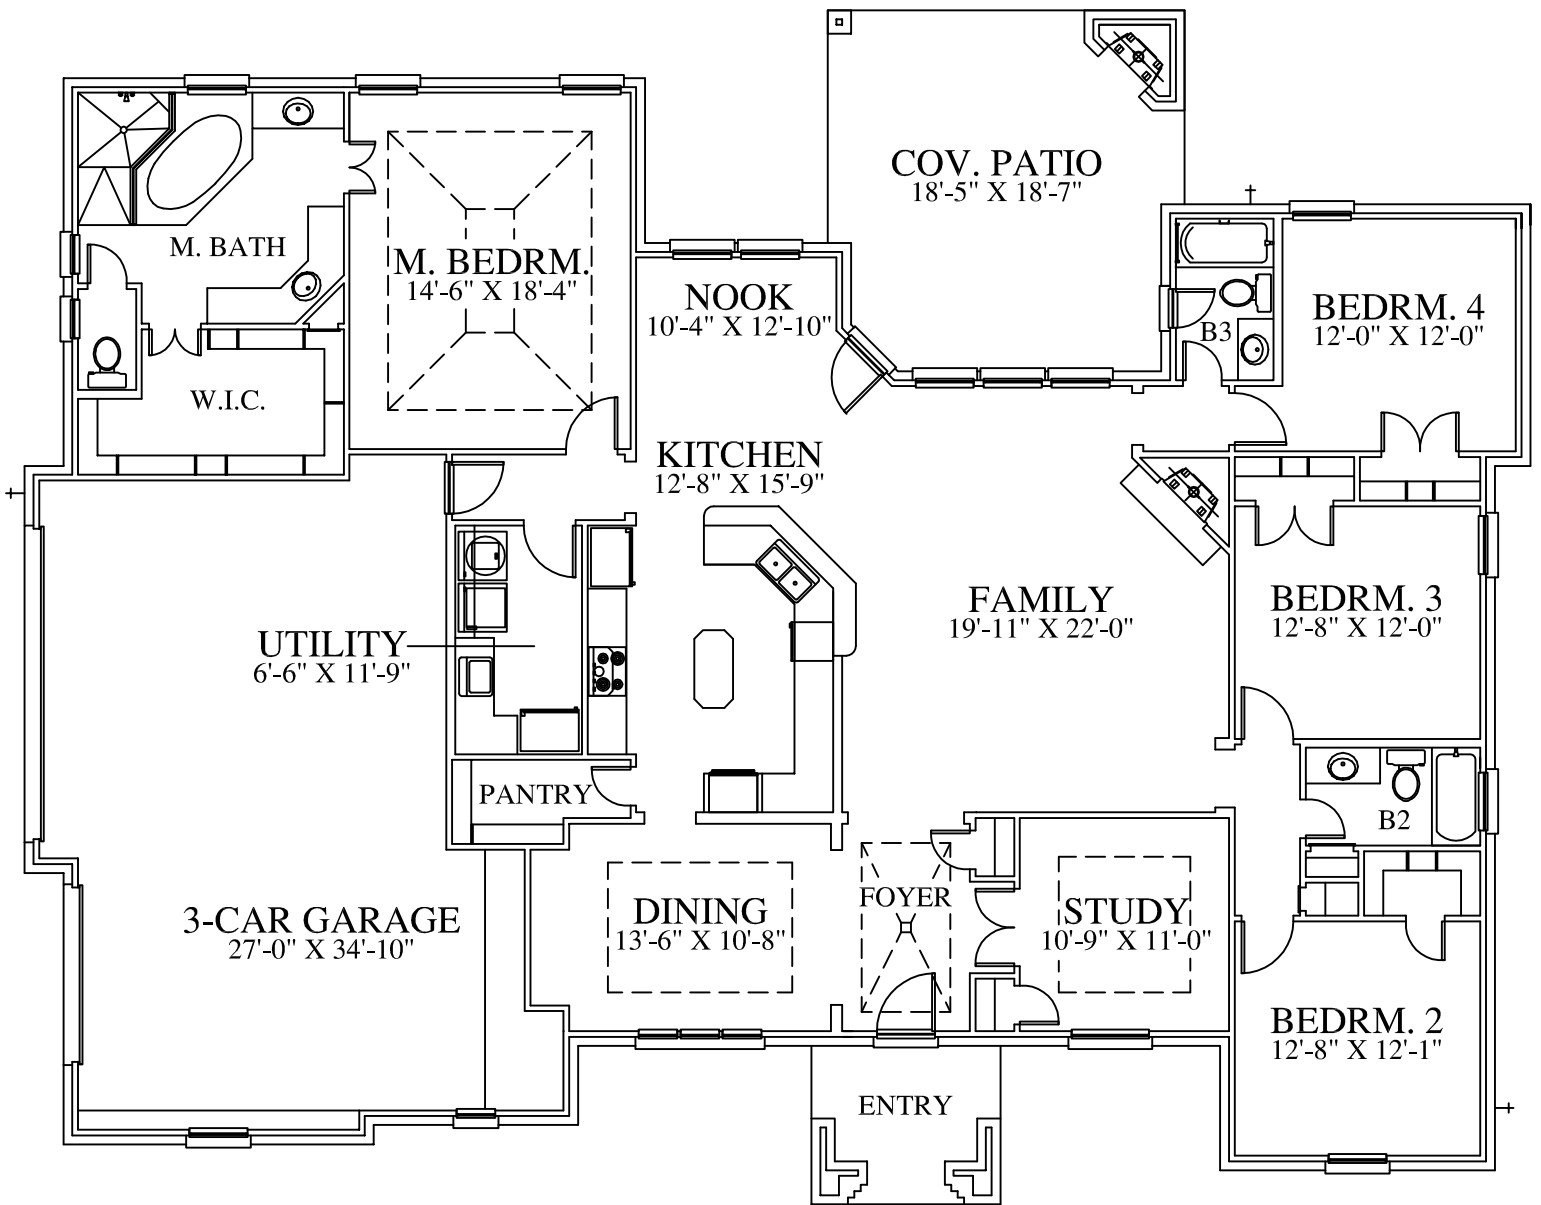 COV. PATIO
18'-5" X 18'-7"
M. BATH
M. BEDRM.
14'-6" X 18'-4"
NOOK
10'-4" X 12'-10"
B3
BEDRM. 4
12'-0" X 12'-0"
W.I.C.
KITCHEN
12'-8" X 15'-9"
FAMILY
19'-11" X 22'-0"
BEDRM. 3
12'-8" X 12'-0"
UTILITY
6'-6" X 11'-9"
PANTRY
B2
3-CAR GARAGE
27'-0" X 34'-10"
DINING
13'-6" X 10'-8"
FOYER
STUDY
10'-9" X 11'-0"
BEDRM. 2
12'-8" X 12'-1"
ENTRY